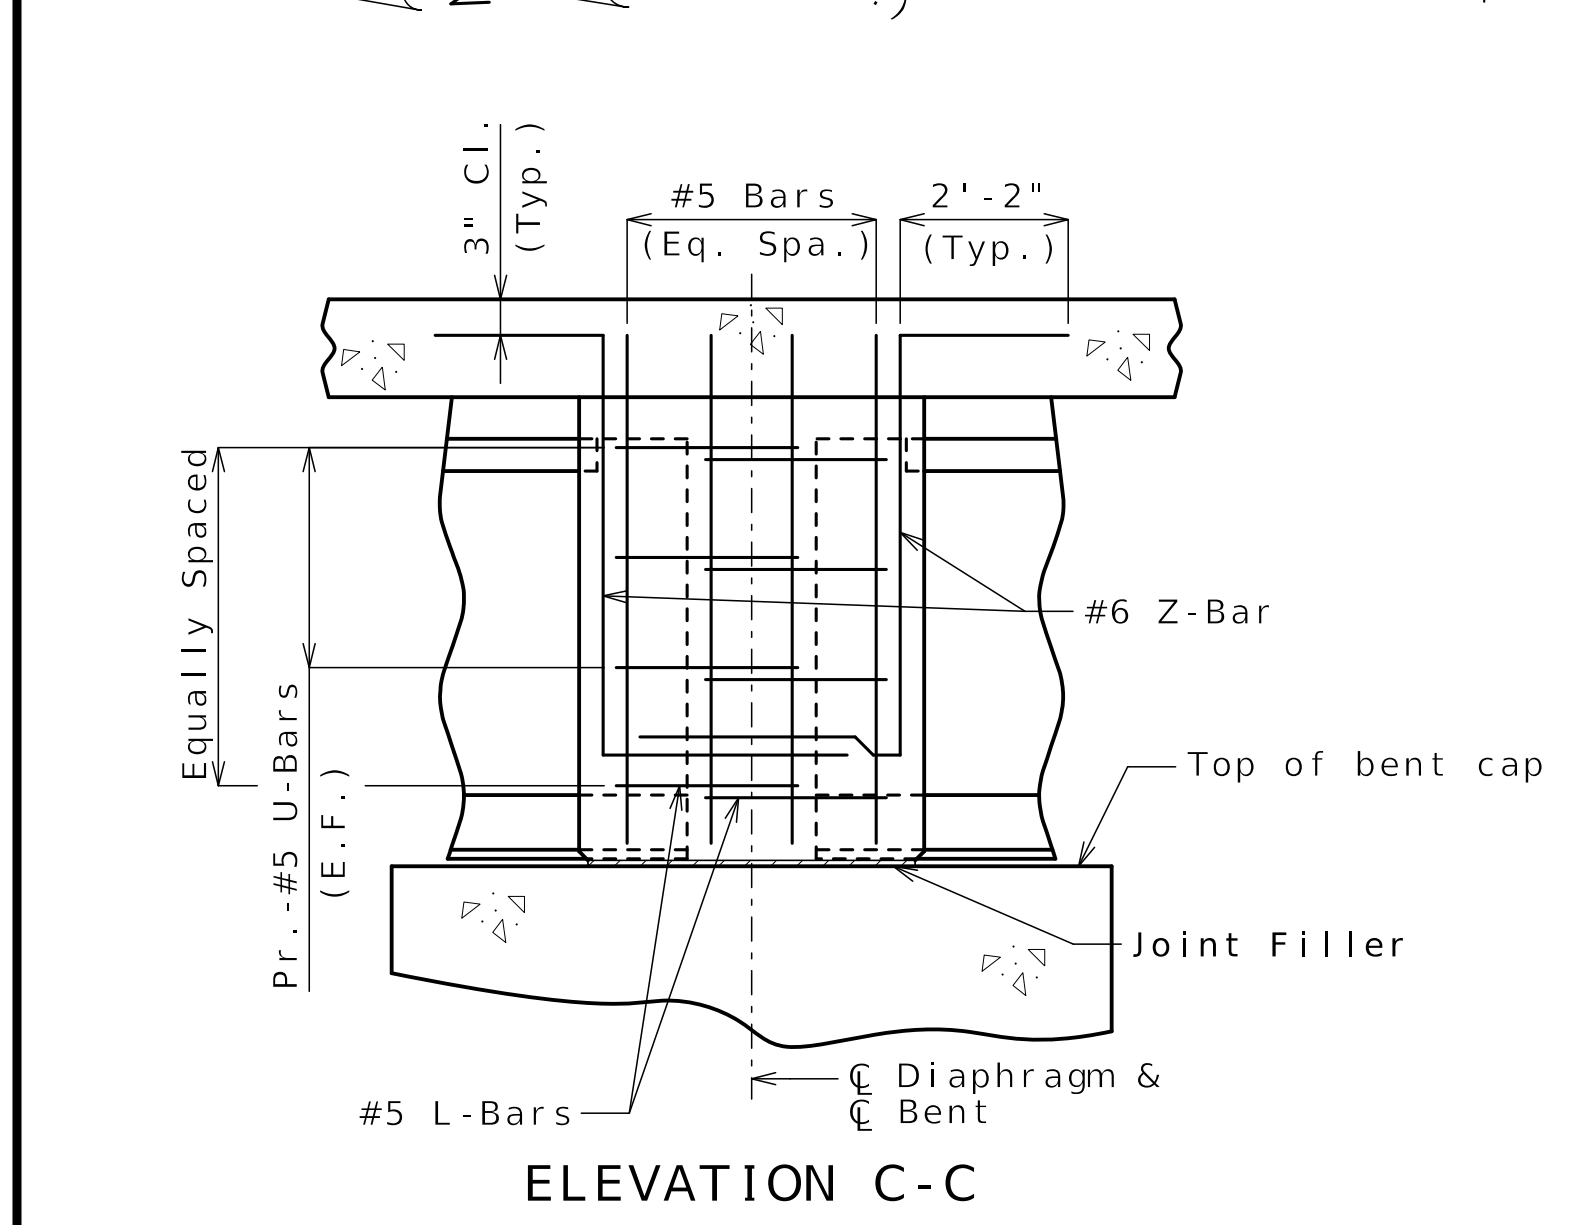 3" Cl.
(Typ.)
#5 Bars
(Eq. Spa.)
2'-2"
(Typ.)
Equally Spaced
Pr.-#5 U-Bars
(E.F.)
#6 Z-Bar
Top of bent cap
Joint Filler
#5 L-Bars
℄ Diaphragm &
℄ Bent
ELEVATION C-C